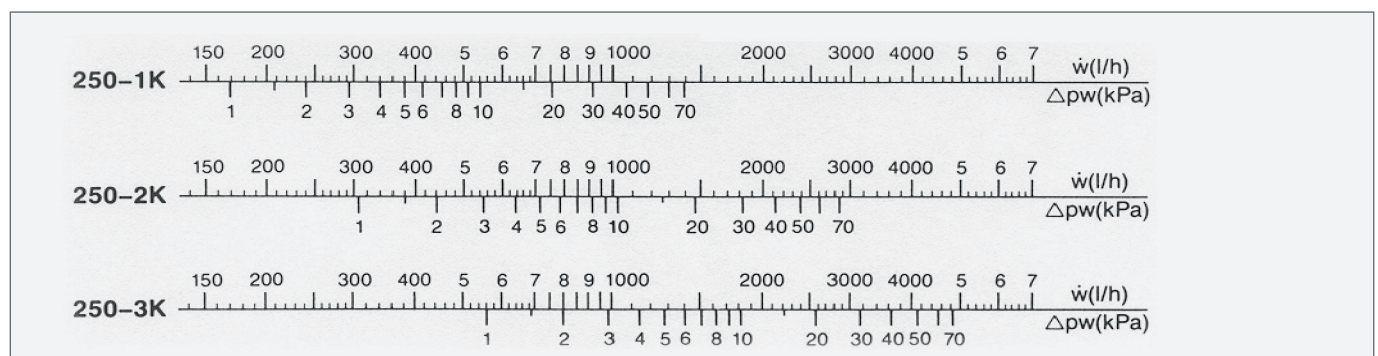 150 200 300 400 5 6 7 8 9 1000 2000 3000 4000 5 6 7 ẇ(l/h)
250–1K
1 2 3 4 5 6 8 10 20 30 40 50 70 △pw(kPa)
150 200 300 400 5 6 7 8 9 1000 2000 3000 4000 5 6 7 ẇ(l/h)
250–2K
1 2 3 4 5 6 8 10 20 30 40 50 70 △pw(kPa)
150 200 300 400 5 6 7 8 9 1000 2000 3000 4000 5 6 7 ẇ(l/h)
250–3K
1 2 3 4 5 6 8 10 20 30 40 50 70 △pw(kPa)